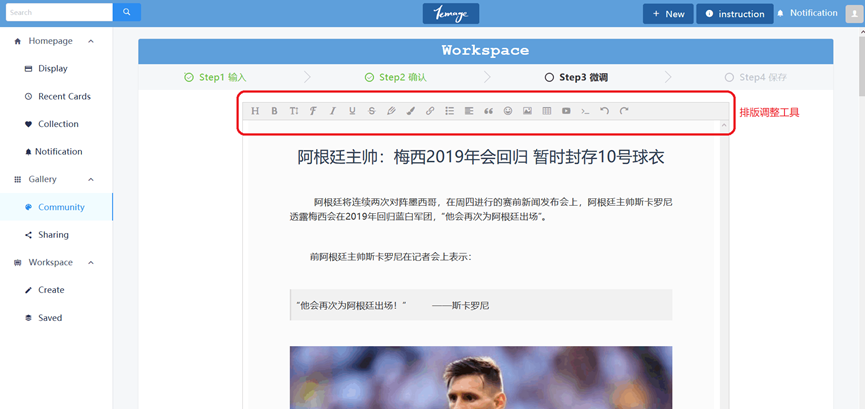 Search
Temage
New
instruction
Notification
Homepage
Display
Recent Cards
Collection
Notification
Gallery
Community
Sharing
Workspace
Create
Saved
Workspace
Step1 输入
Step2 确认
Step3 微调
Step4 保存
排版调整工具
阿根廷主帅：梅西2019年会回归 暂时封存10号球衣
阿根廷将连续两次对阵墨西哥，在周四进行的赛前新闻发布会上，阿根廷主帅斯卡罗尼
透露梅西会在2019年回归蓝白军团，“他会再次为阿根廷出场”。
前阿根廷主帅斯卡罗尼在记者会上表示：
“他会再次为阿根廷出场！” ——斯卡罗尼